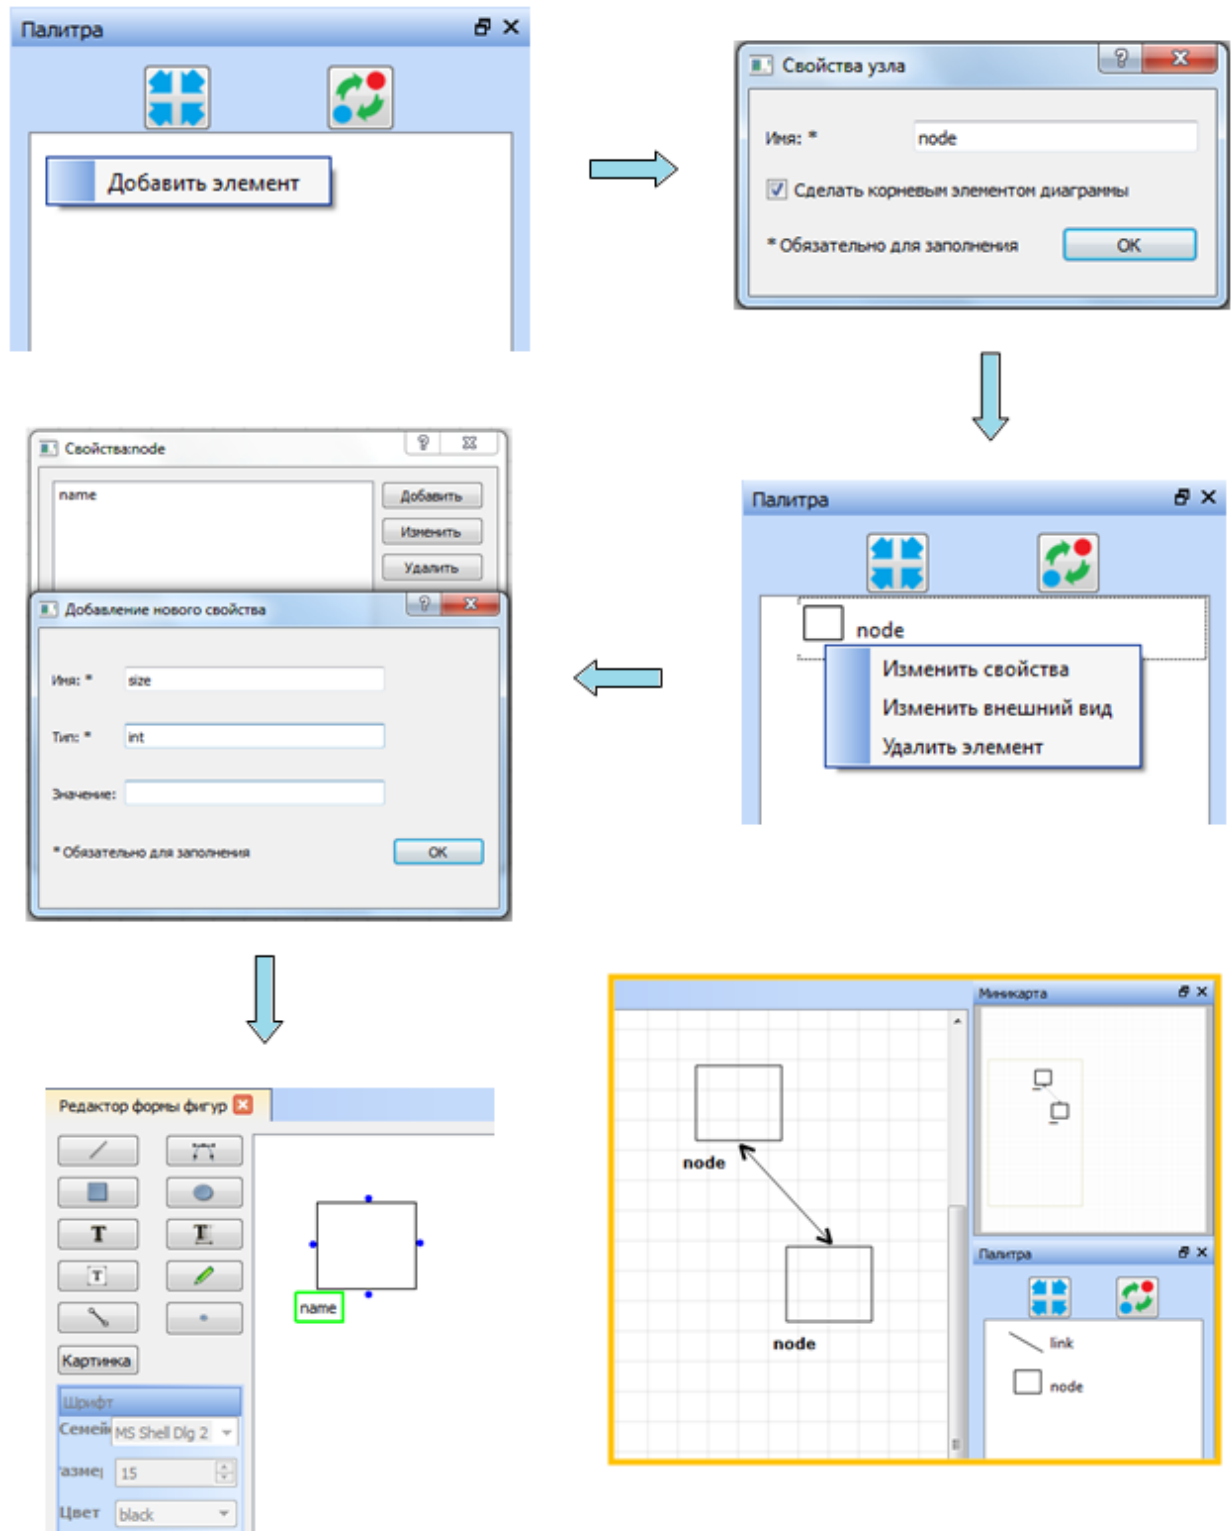 Палитра
Добавить элемент
Свойства узла
Имя: *
node
Сделать корневым элементом диаграммы
* Обязательно для заполнения
OK
Палитра
node
Изменить свойства
Изменить внешний вид
Удалить элемент
Свойства:node
name
Добавить
Изменить
Удалить
Добавление нового свойства
Имя: *
size
Тип: *
int
Значение:
* Обязательно для заполнения
OK
Редактор формы фигур
T
T
T
Картинка
name
Шрифт
Семей
MS Shell Dlg 2
азмер
15
Цвет
black
node
node
Миникарта
Палитра
link
node